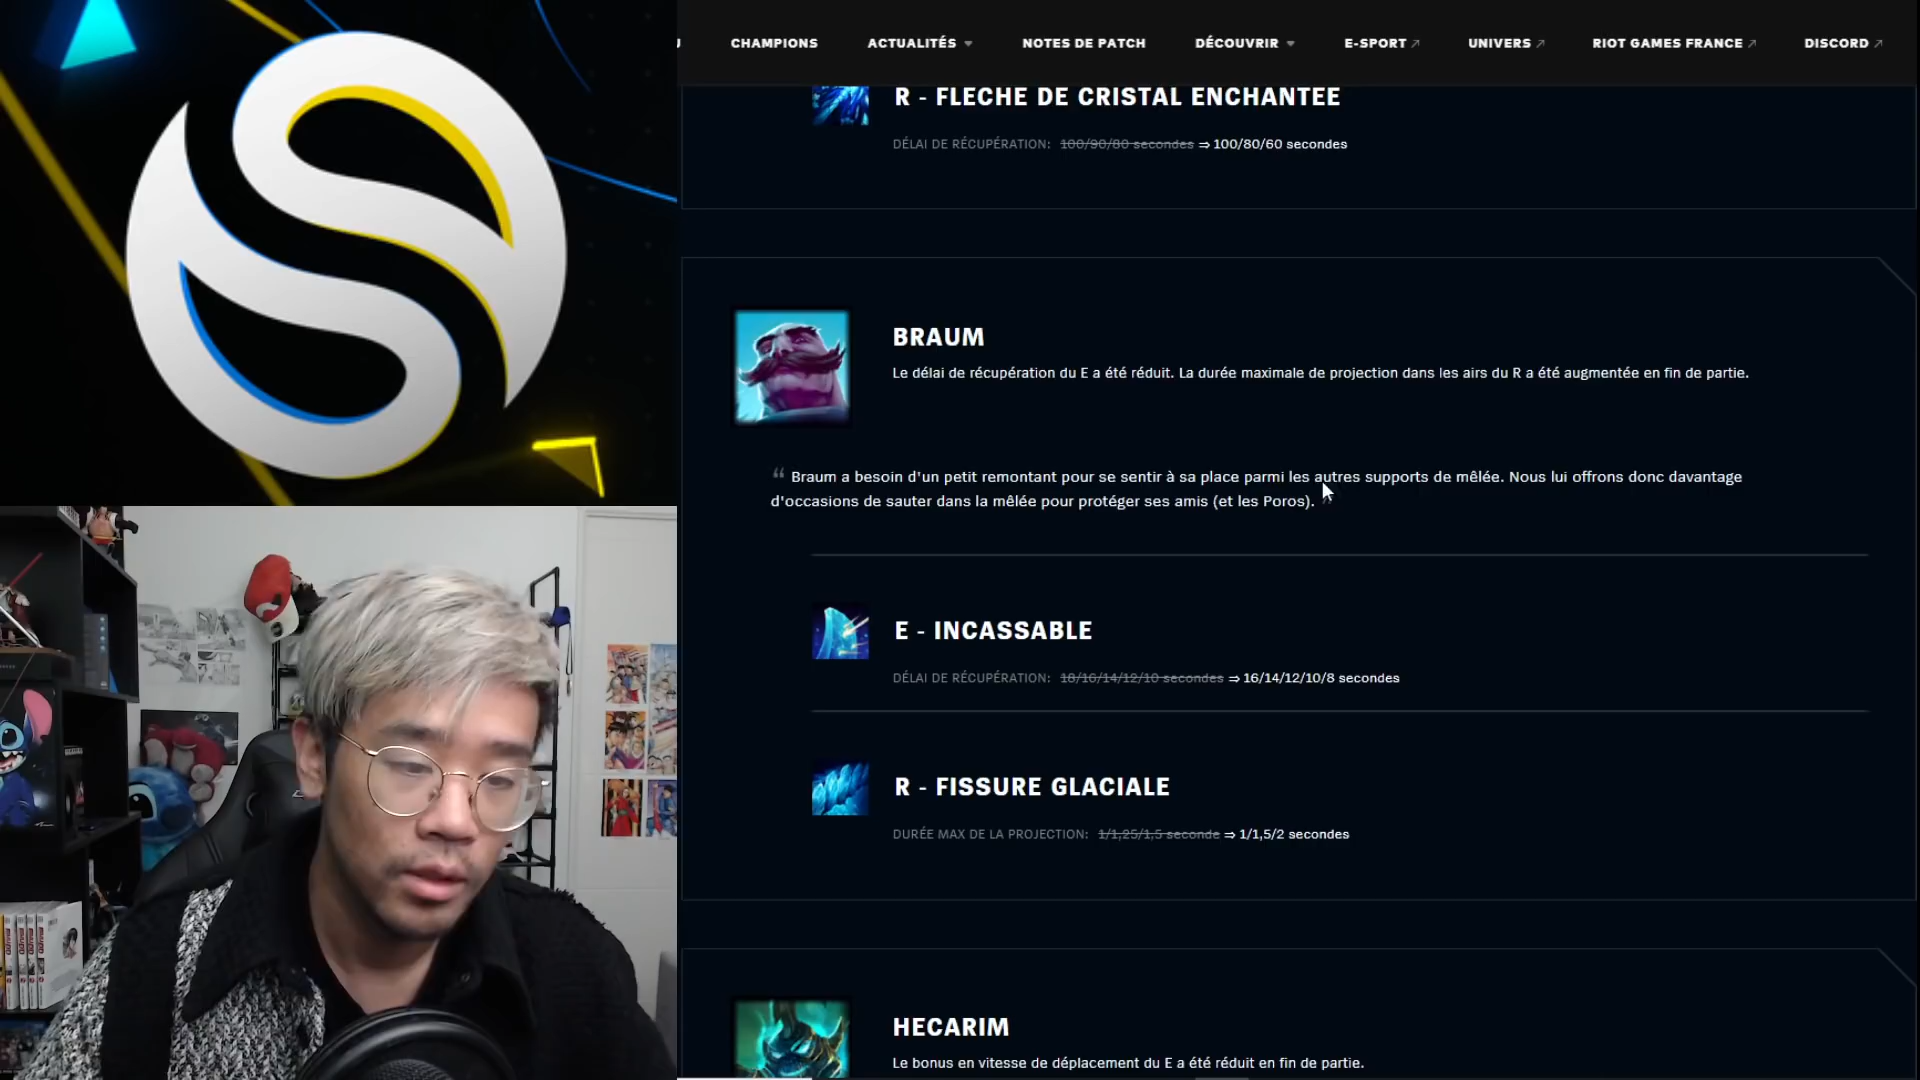 CHAMPIONS ACTUALITÉS NOTES DE PATCH DÉCOUVRIR E-SPORT UNIVERS RIOT GAMES FRANCE DISCORD
R - FLÈCHE DE CRISTAL ENCHANTÉE
DÉLAI DE RÉCUPÉRATION: 100/90/80 secondes ⇒ 100/80/60 secondes
BRAUM
Le délai de récupération du E a été réduit. La durée maximale de projection dans les airs du R a été augmentée en fin de partie.
“ Braum a besoin d'un petit remontant pour se sentir à sa place parmi les autres supports de mêlée. Nous lui offrons donc davantage
d'occasions de sauter dans la mêlée pour protéger ses amis (et les Poros). ”
E - INCASSABLE
DÉLAI DE RÉCUPÉRATION: 18/16/14/12/10 secondes ⇒ 16/14/12/10/8 secondes
R - FISSURE GLACIALE
DURÉE MAX DE LA PROJECTION: 1/1,25/1,5 seconde ⇒ 1/1,5/2 secondes
HECARIM
Le bonus en vitesse de déplacement du E a été réduit en fin de partie.